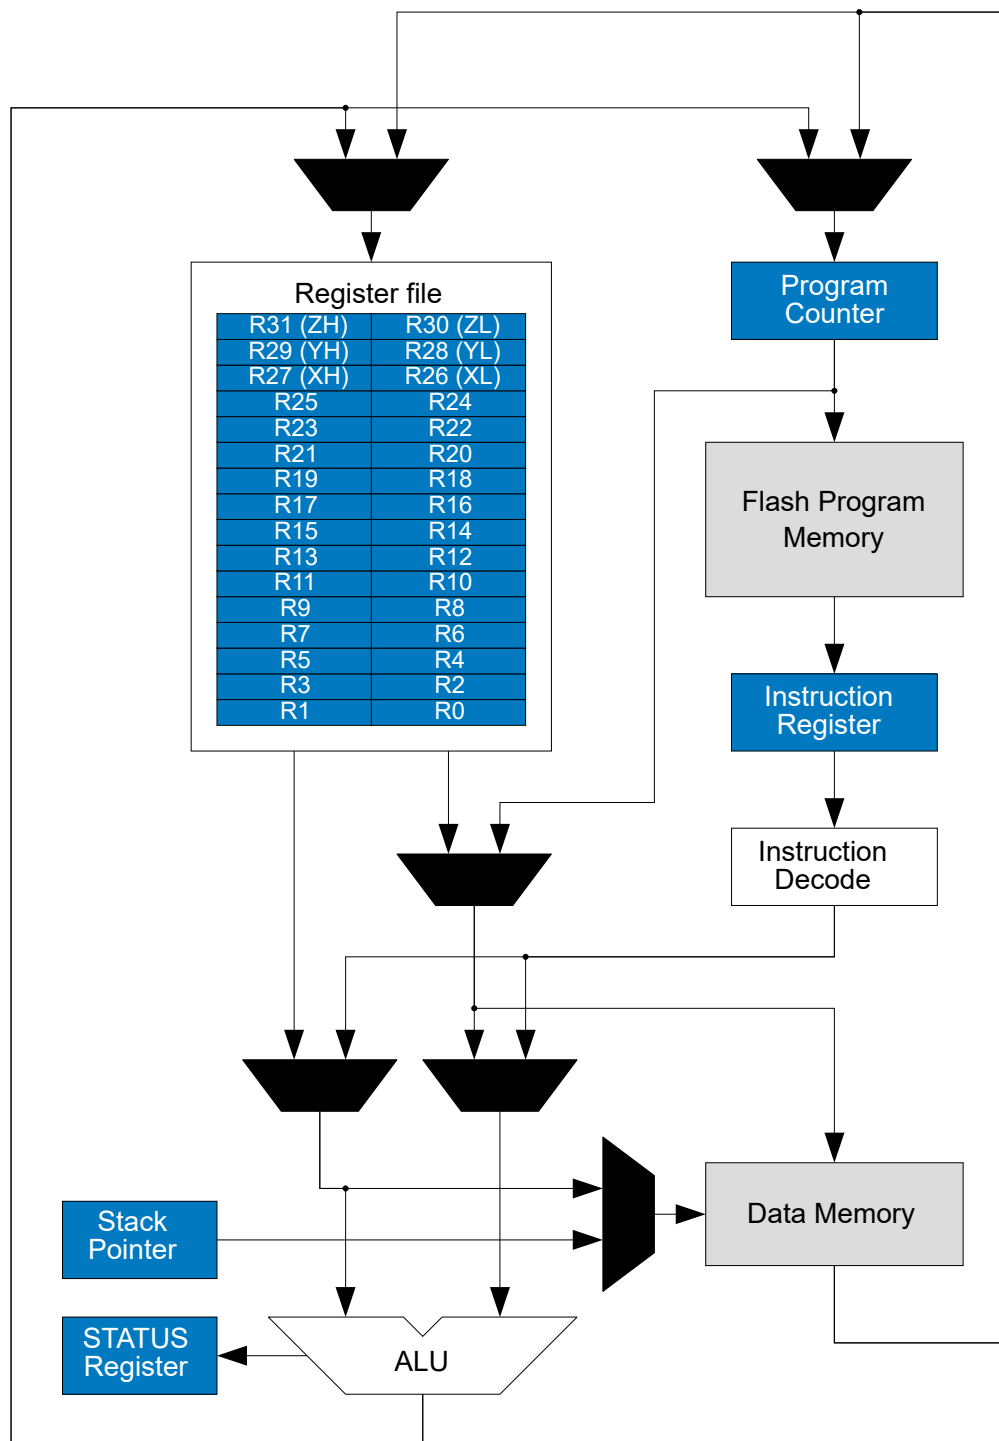 Register file
R31 (ZH) R30 (ZL)
R29 (YH) R28 (YL)
R27 (XH) R26 (XL)
R25 R24
R23 R22
R21 R20
R19 R18
R17 R16
R15 R14
R13 R12
R11 R10
R9 R8
R7 R6
R5 R4
R3 R2
R1 R0
Program
Counter
Flash Program
Memory
Instruction
Register
Instruction
Decode
Stack
Pointer
Data Memory
STATUS
Register
ALU